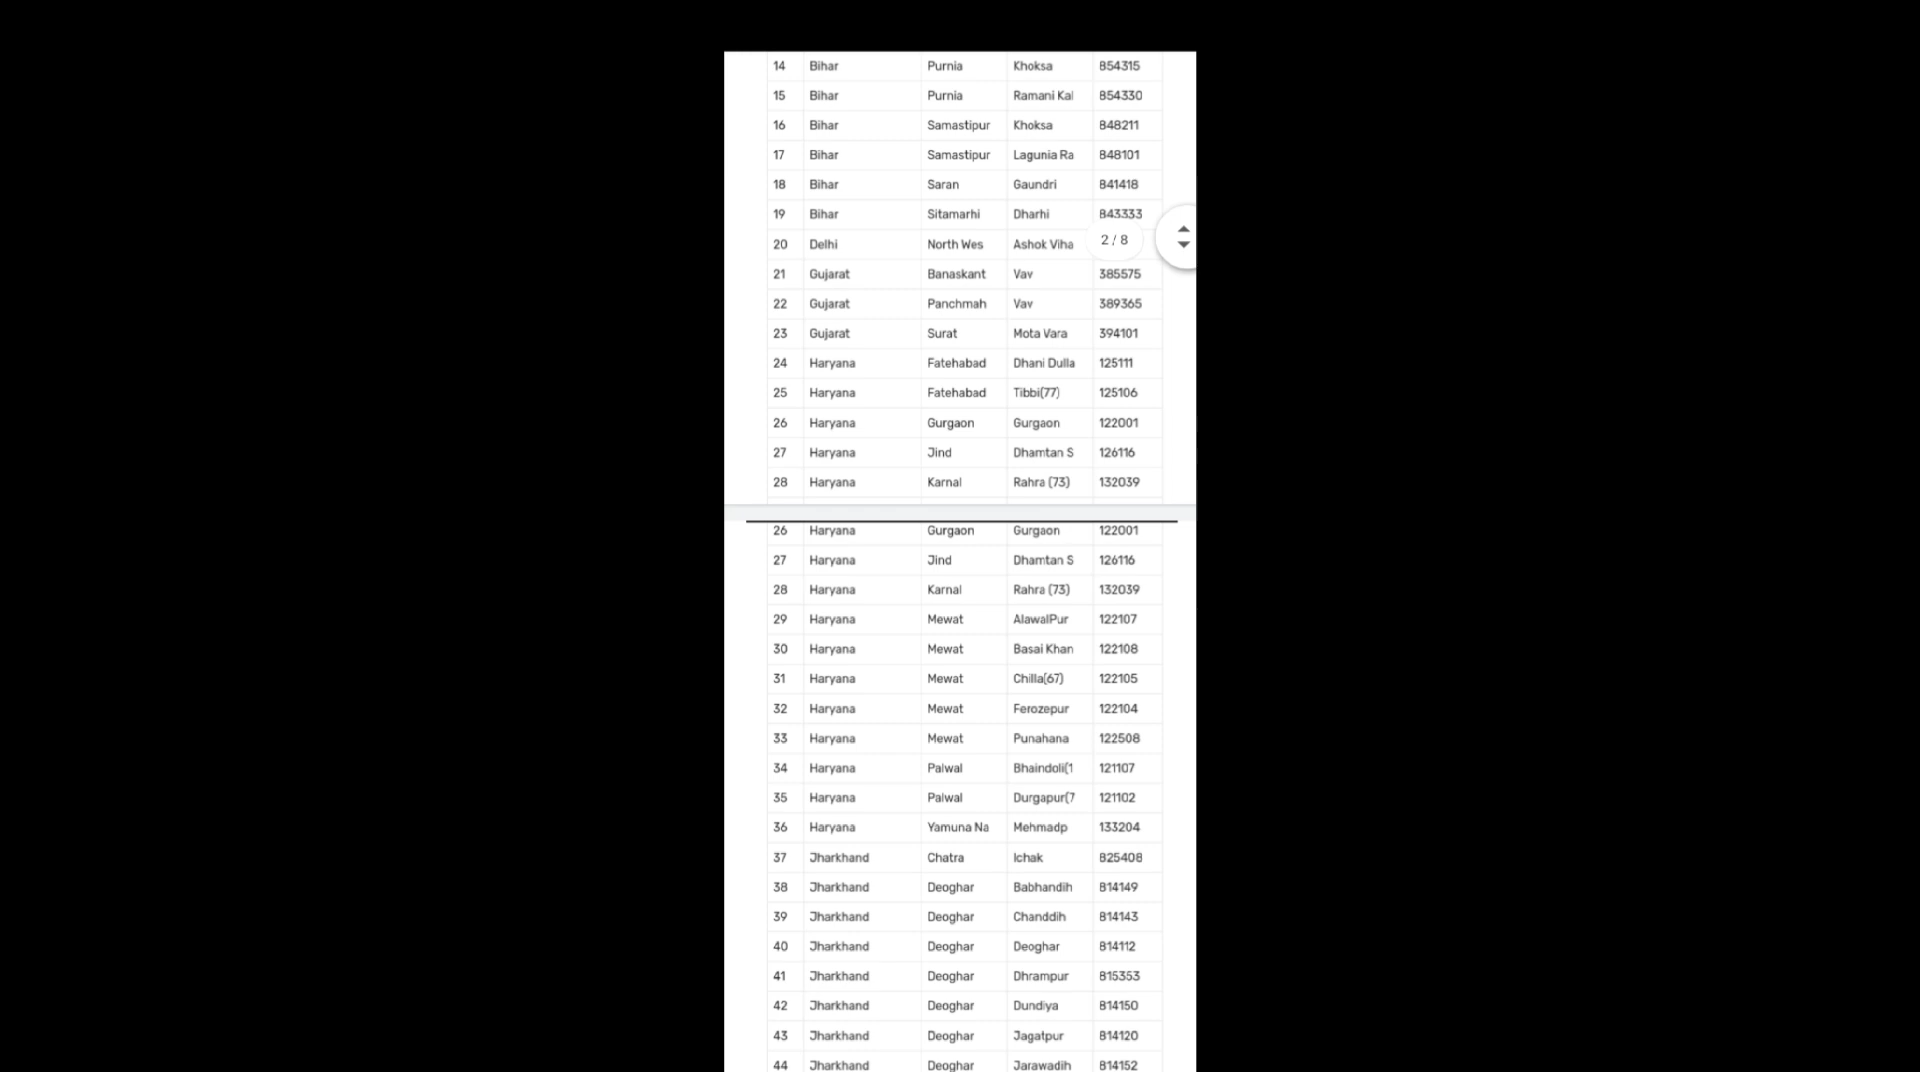 14 Bihar Purnia Khoksa 854315
15 Bihar Purnia Ramani Kal 854330
16 Bihar Samastipur Khoksa 848211
17 Bihar Samastipur Lagunia Ra 848101
18 Bihar Saran Gaundri 841418
19 Bihar Sitamarhi Dharhi 843333
20 Delhi North Wes Ashok Viha
2 / 8
21 Gujarat Banaskant Vav 385575
22 Gujarat Panchmah Vav 389365
23 Gujarat Surat Mota Vara 394101
24 Haryana Fatehabad Dhani Dulla 125111
25 Haryana Fatehabad Tibbi(77) 125106
26 Haryana Gurgaon Gurgaon 122001
27 Haryana Jind Dhamtan S 126116
28 Haryana Karnal Rahra (73) 132039
26 Haryana Gurgaon Gurgaon 122001
27 Haryana Jind Dhamtan S 126116
28 Haryana Karnal Rahra (73) 132039
29 Haryana Mewat AlawalPur 122107
30 Haryana Mewat Basai Khan 122108
31 Haryana Mewat Chilla(67) 122105
32 Haryana Mewat Ferozepur 122104
33 Haryana Mewat Punahana 122508
34 Haryana Palwal Bhaindoli(1 121107
35 Haryana Palwal Durgapur(7 121102
36 Haryana Yamuna Na Mehmadp 133204
37 Jharkhand Chatra Ichak 825408
38 Jharkhand Deoghar Babhandih 814149
39 Jharkhand Deoghar Chanddih 814143
40 Jharkhand Deoghar Deoghar 814112
41 Jharkhand Deoghar Dhrampur 815353
42 Jharkhand Deoghar Dundiya 814150
43 Jharkhand Deoghar Jagatpur 814120
44 Jharkhand Deoghar Jarawadih 814152